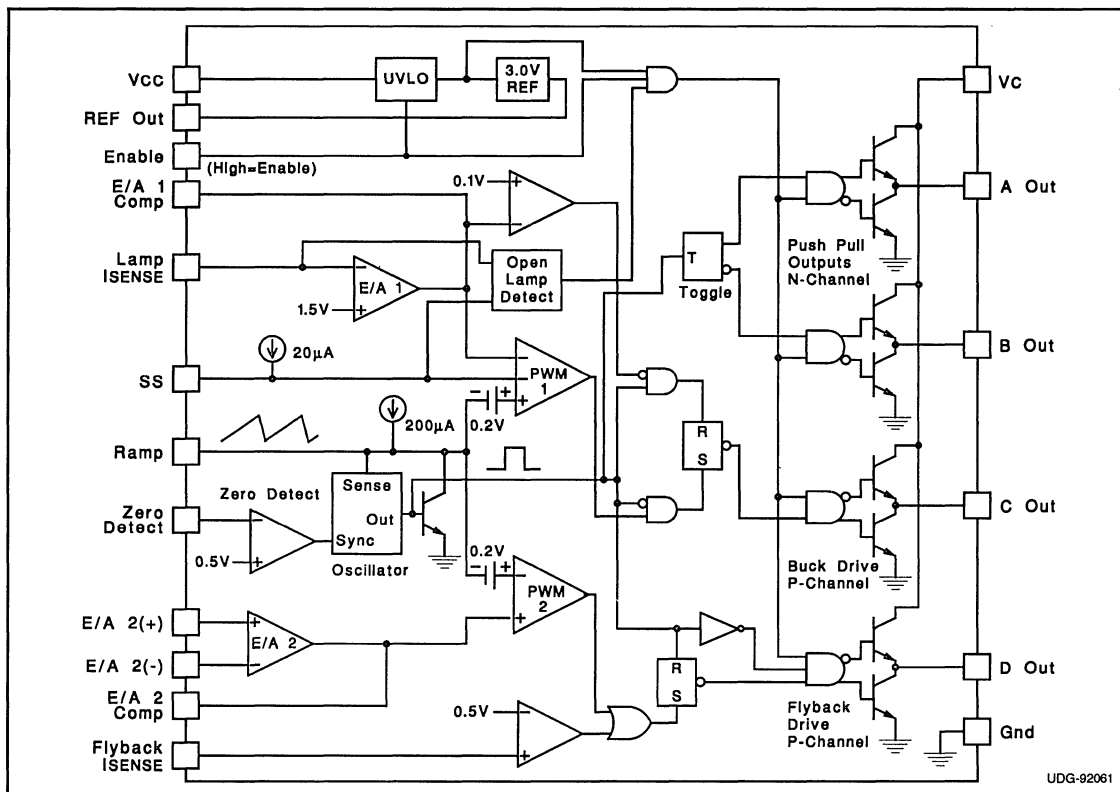 VCC
UVLO
3.0V
REF
VC
REF Out
Enable
(High=Enable)
E/A 1
Comp
0.1V
A Out
Lamp
ISENSE
E/A 1
1.5V
Open
Lamp
Detect
T
Toggle
Push Pull
Outputs
N-Channel
20µA
B Out
SS
PWM
1
0.2V
200µA
R
S
Ramp
Sense
Out
Sync
Oscillator
Zero Detect
Zero
Detect
0.5V
C Out
Buck Drive
P-Channel
0.2V
PWM
2
E/A 2(+)
E/A 2
E/A 2(-)
E/A 2
Comp
R
S
D Out
Flyback
Drive
P-Channel
0.5V
Flyback
ISENSE
Gnd
UDG-92061
- +
- +
- +
- +
- - +
- +
- +
+ -
- +